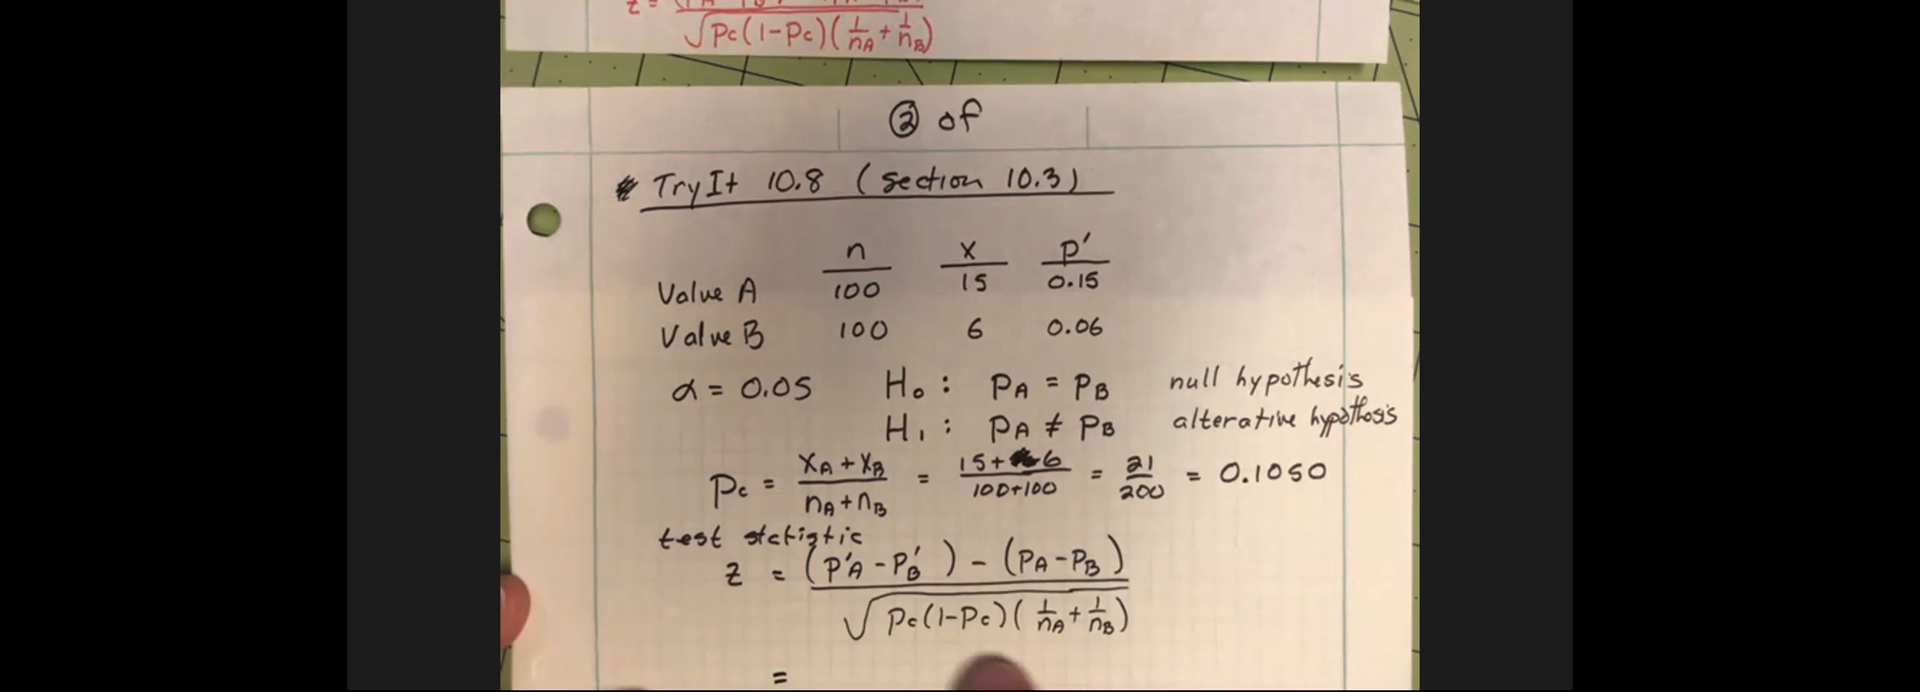 z =
√pc(1-pc)(1/nA + 1/nB)
② of
TryIt 10.8 (section 10.3)
n x p'
Value A 100 15 0.15
Value B 100 6 0.06
α = 0.05 H₀ : pA = pB null hypothesis
H₁ : pA ≠ pB alterative hypothosis
pc = (xA + xB)/(nA + nB) = (15 + 6)/(100+100) = 21/200 = 0.1050
test statistic
z = ((p'A - p'B) - (pA - pB))/√pc(1-pc)(1/nA + 1/nB)
=